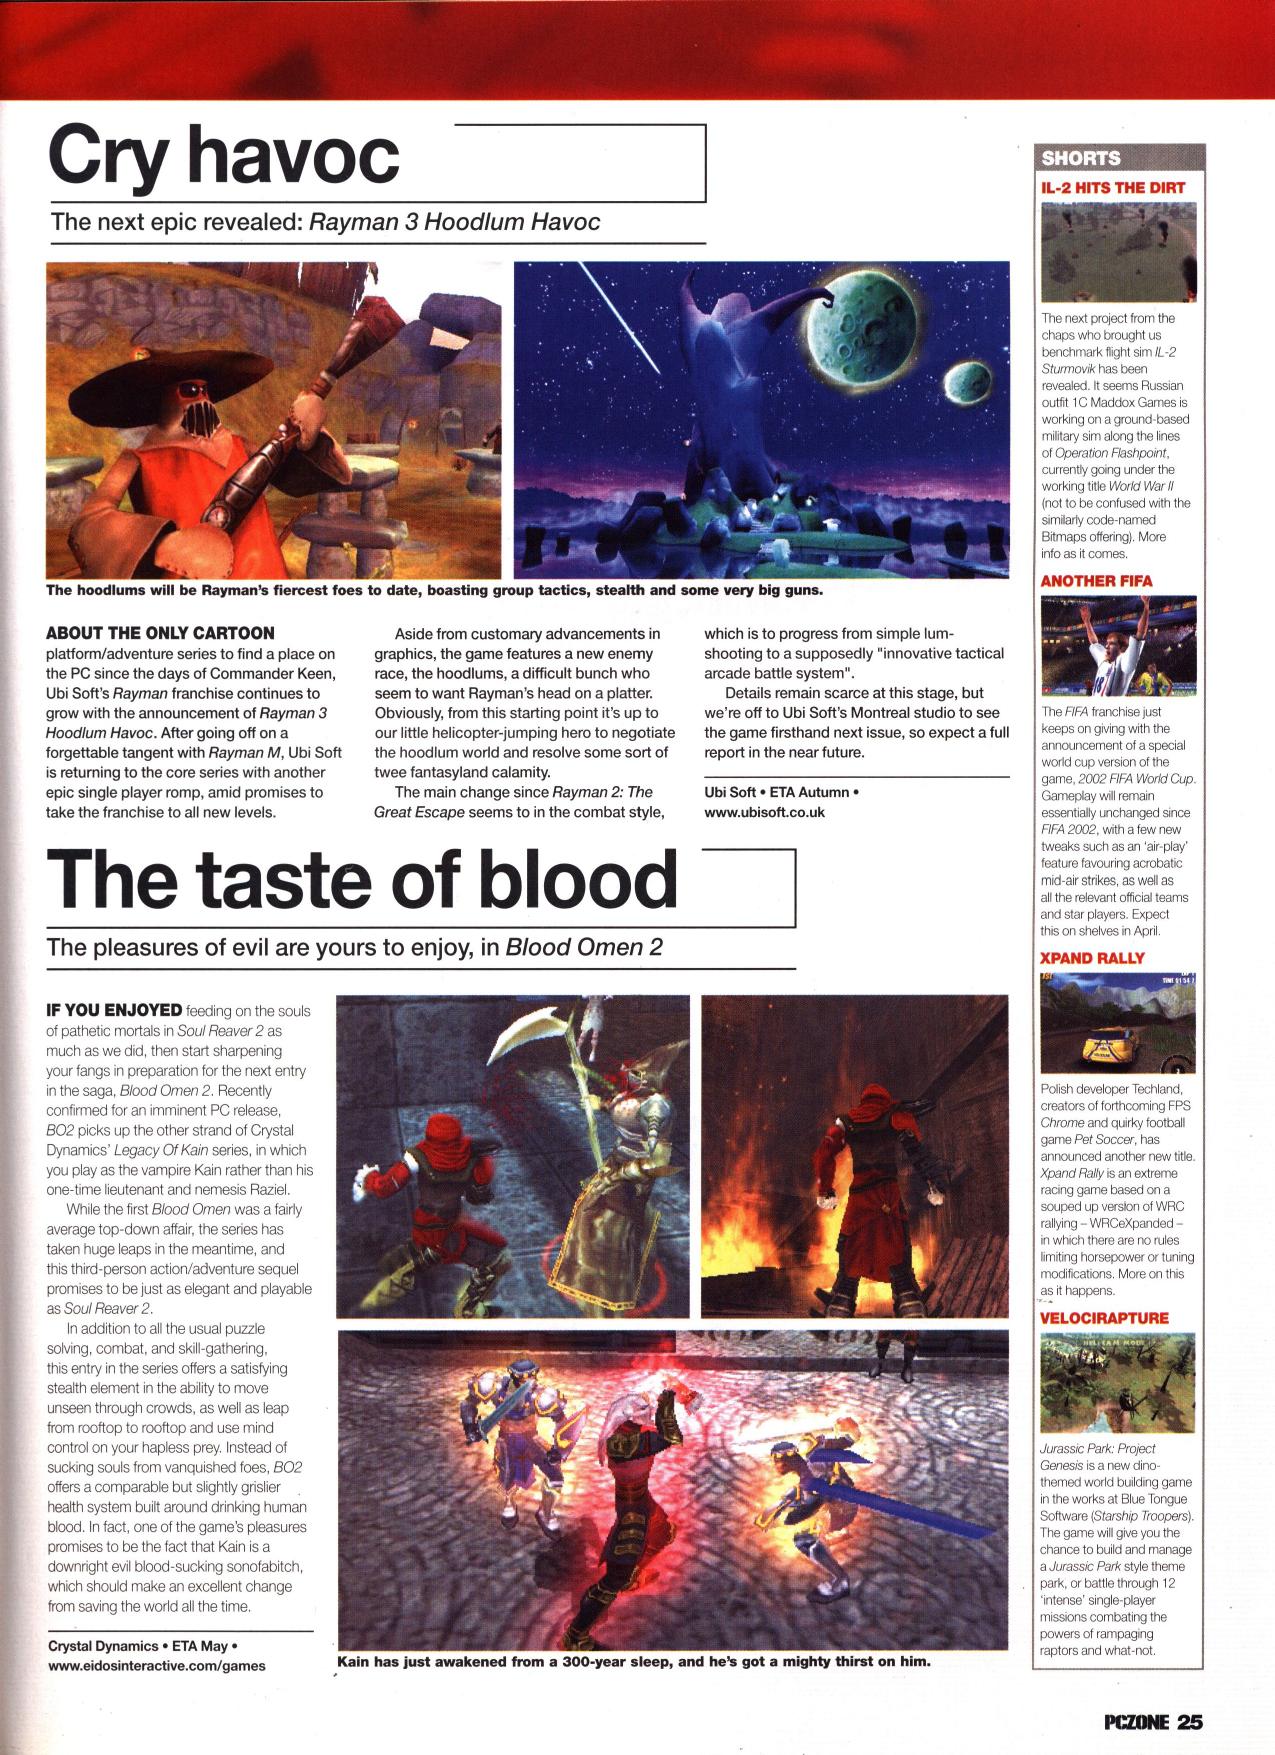 Cry havoc
The next epic revealed: Rayman 3 Hoodlum Havoc
The hoodlums will be Rayman's fiercest foes to date, boasting group tactics, stealth and some very big guns.
ABOUT THE ONLY CARTOON
platform/adventure series to find a place on
the PC since the days of Commander Keen,
Ubi Soft's Rayman franchise continues to
grow with the announcement of Rayman 3
Hoodlum Havoc. After going off on a
forgettable tangent with Rayman M, Ubi Soft
is returning to the core series with another
epic single player romp, amid promises to
take the franchise to all new levels.
Aside from customary advancements in
graphics, the game features a new enemy
race, the hoodlums, a difficult bunch who
seem to want Rayman's head on a platter.
Obviously, from this starting point it's up to
our little helicopter-jumping hero to negotiate
the hoodlum world and resolve some sort of
twee fantasyland calamity.
The main change since Rayman 2: The
Great Escape seems to in the combat style,
which is to progress from simple lum-
shooting to a supposedly "innovative tactical
arcade battle system".
Details remain scarce at this stage, but
we're off to Ubi Soft's Montreal studio to see
the game firsthand next issue, so expect a full
report in the near future.
Ubi Soft • ETA Autumn •
www.ubisoft.co.uk
The taste of blood
The pleasures of evil are yours to enjoy, in Blood Omen 2
IF YOU ENJOYED feeding on the souls
of pathetic mortals in Soul Reaver 2 as
much as we did, then start sharpening
your fangs in preparation for the next entry
in the saga, Blood Omen 2. Recently
confirmed for an imminent PC release,
BO2 picks up the other strand of Crystal
Dynamics' Legacy Of Kain series, in which
you play as the vampire Kain rather than his
one-time lieutenant and nemesis Raziel.
While the first Blood Omen was a fairly
average top-down affair, the series has
taken huge leaps in the meantime, and
this third-person action/adventure sequel
promises to be just as elegant and playable
as Soul Reaver 2.
In addition to all the usual puzzle
solving, combat, and skill-gathering,
this entry in the series offers a satisfying
stealth element in the ability to move
unseen through crowds, as well as leap
from rooftop to rooftop and use mind
control on your hapless prey. Instead of
sucking souls from vanquished foes, BO2
offers a comparable but slightly grislier
health system built around drinking human
blood. In fact, one of the game's pleasures
promises to be the fact that Kain is a
downright evil blood-sucking sonofabitch,
which should make an excellent change
from saving the world all the time.
Crystal Dynamics • ETA May •
www.eidosinteractive.com/games
Kain has just awakened from a 300-year sleep, and he's got a mighty thirst on him.
SHORTS
IL-2 HITS THE DIRT
The next project from the
chaps who brought us
benchmark flight sim IL-2
Sturmovik has been
revealed. It seems Russian
outfit 1C Maddox Games is
working on a ground-based
military sim along the lines
of Operation Flashpoint,
currently going under the
working title World War II
(not to be confused with the
similarly code-named
Bitmaps offering). More
info as it comes.
ANOTHER FIFA
The FIFA franchise just
keeps on giving with the
announcement of a special
world cup version of the
game, 2002 FIFA World Cup.
Gameplay will remain
essentially unchanged since
FIFA 2002, with a few new
tweaks such as an 'air-play'
feature favouring acrobatic
mid-air strikes, as well as
all the relevant official teams
and star players. Expect
this on shelves in April.
XPAND RALLY
Polish developer Techland,
creators of forthcoming FPS
Chrome and quirky football
game Pet Soccer, has
announced another new title.
Xpand Rally is an extreme
racing game based on a
souped up version of WRC
rallying – WRCeXpanded –
in which there are no rules
limiting horsepower or tuning
modifications. More on this
as it happens.
VELOCIRAPTURE
HELICAM MODE
Jurassic Park: Project
Genesis is a new dino-
themed world building game
in the works at Blue Tongue
Software (Starship Troopers).
The game will give you the
chance to build and manage
a Jurassic Park style theme
park, or battle through 12
'intense' single-player
missions combating the
powers of rampaging
raptors and what-not.
PCZONE 25